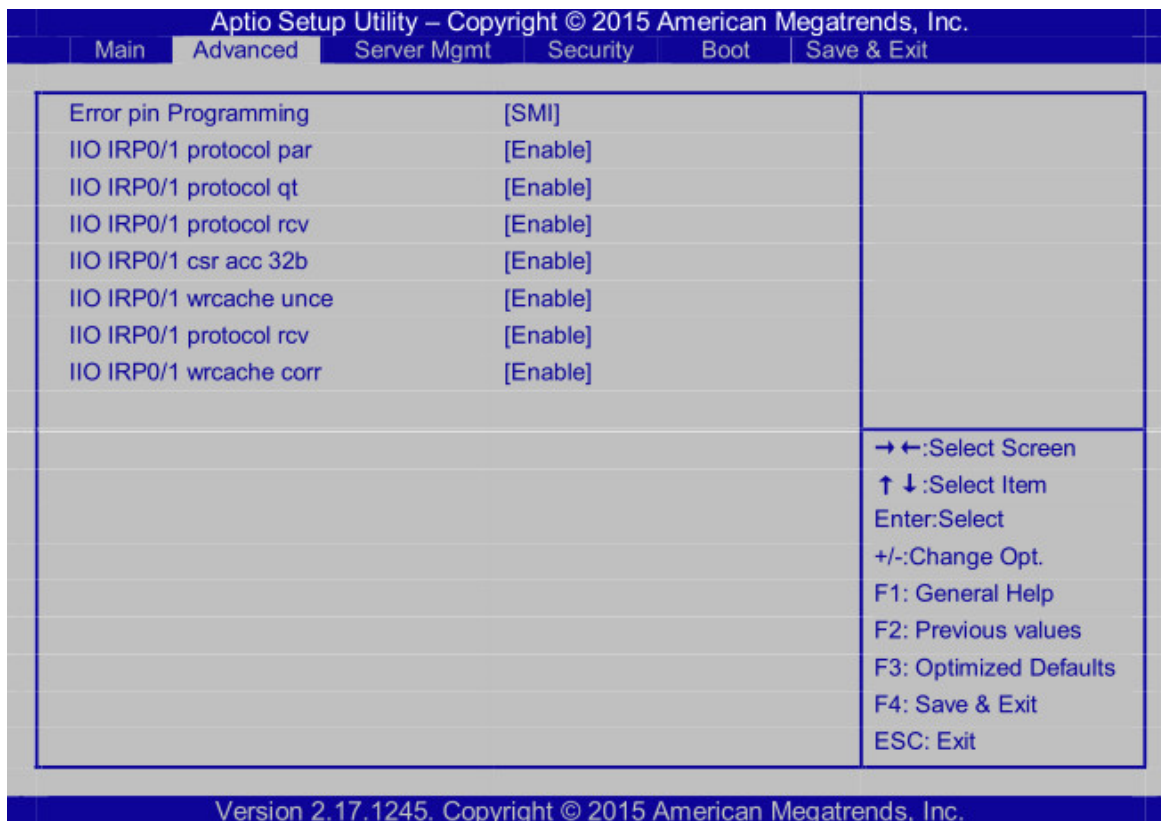 Aptio Setup Utility – Copyright © 2015 American Megatrends, Inc.
Main Advanced Server Mgmt Security Boot Save & Exit
Error pin Programming [SMI]
IIO IRP0/1 protocol par [Enable]
IIO IRP0/1 protocol qt [Enable]
IIO IRP0/1 protocol rcv [Enable]
IIO IRP0/1 csr acc 32b [Enable]
IIO IRP0/1 wrcache unce [Enable]
IIO IRP0/1 protocol rcv [Enable]
IIO IRP0/1 wrcache corr [Enable]
→ ←:Select Screen
↑ ↓ :Select Item
Enter:Select
+/-:Change Opt.
F1: General Help
F2: Previous values
F3: Optimized Defaults
F4: Save & Exit
ESC: Exit
Version 2.17.1245. Copyright © 2015 American Megatrends, Inc.